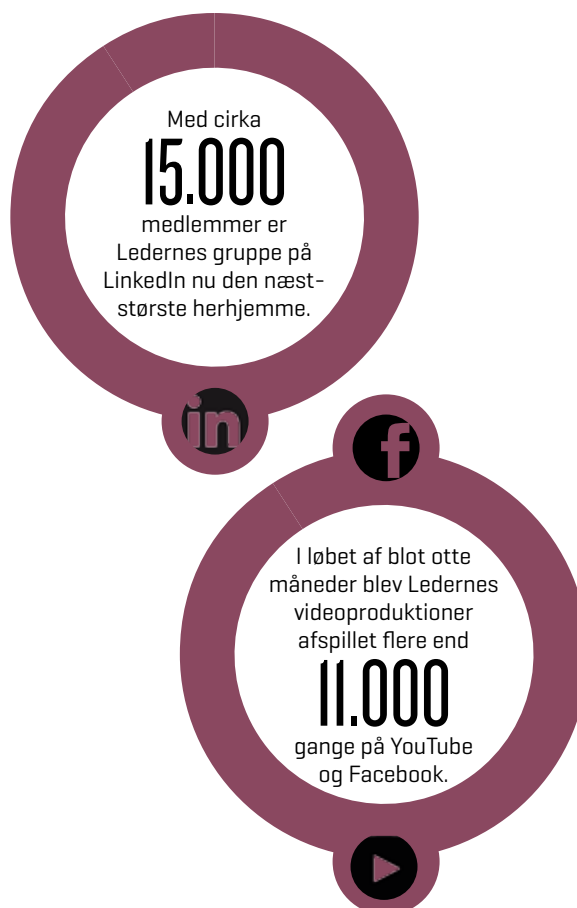 Med cirka
15.000
medlemmer er
Ledernes gruppe på
LinkedIn nu den næst-
største herhjemme.
in
f
I løbet af blot otte
måneder blev Ledernes
videoproduktioner
afspillet flere end
11.000
gange på YouTube
og Facebook.